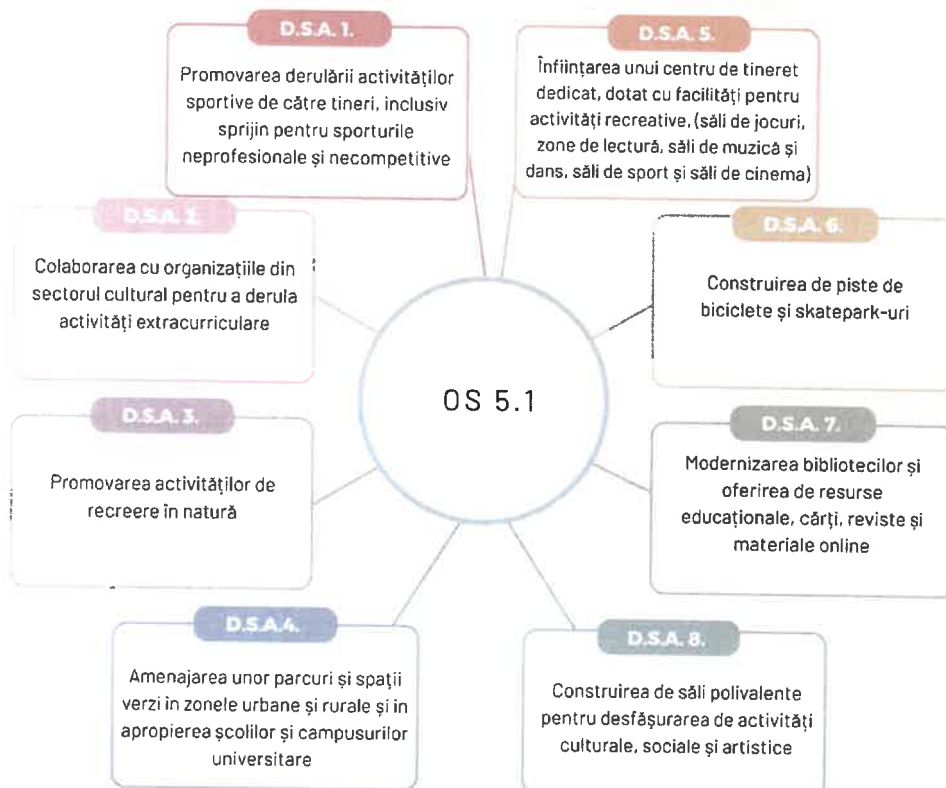 D.S.A. 1.
Promovarea derulării activităților
sportive de către tineri, inclusiv
sprijin pentru sporturile
neprofesionale și necompetitive
D.S.A. 2.
Colaborarea cu organizațiile din
sectorul cultural pentru a derula
activități extracurriculare
D.S.A. 3.
Promovarea activităților de
recreere în natură
D.S.A.4.
Amenajarea unor parcuri și spații
verzi în zonele urbane și rurale și in
apropierea școlilor și campusurilor
universitare
OS 5.1
D.S.A. 5.
Înființarea unui centru de tineret
dedicat, dotat cu facilități pentru
activități recreative, (săli de jocuri,
zone de lectură, săli de muzică și
dans, săli de sport și săli de cinema)
D.S.A. 6.
Construirea de piste de
biciclete și skatepark-uri
D.S.A. 7.
Modernizarea bibliotecilor și
oferirea de resurse
educaționale, cărți, reviste și
materiale online
D.S.A. 8.
Construirea de săli polivalente
pentru desfășurarea de activități
culturale, sociale și artistice